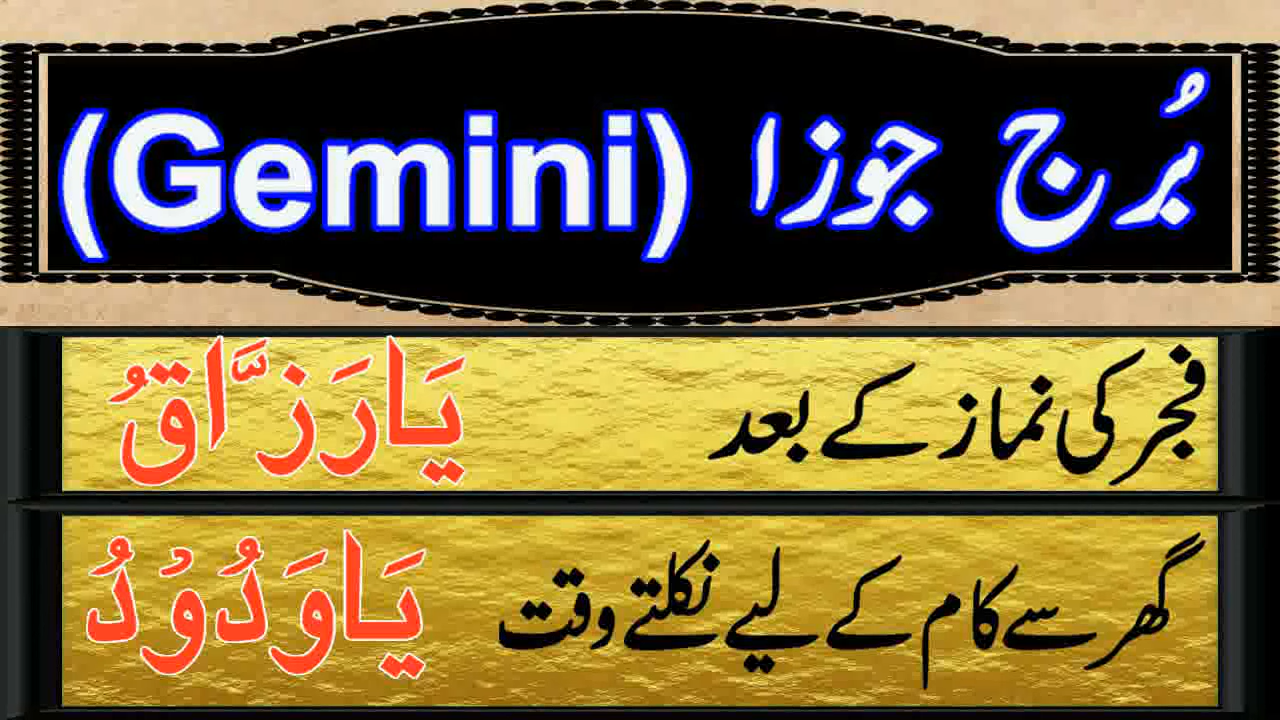 بُرج جوزا (Gemini)
فجر کی نماز کے بعد یَارَزَّاقُ
گھر سے کام کے لیے نکلتے وقت یَاوَدُوْدُ